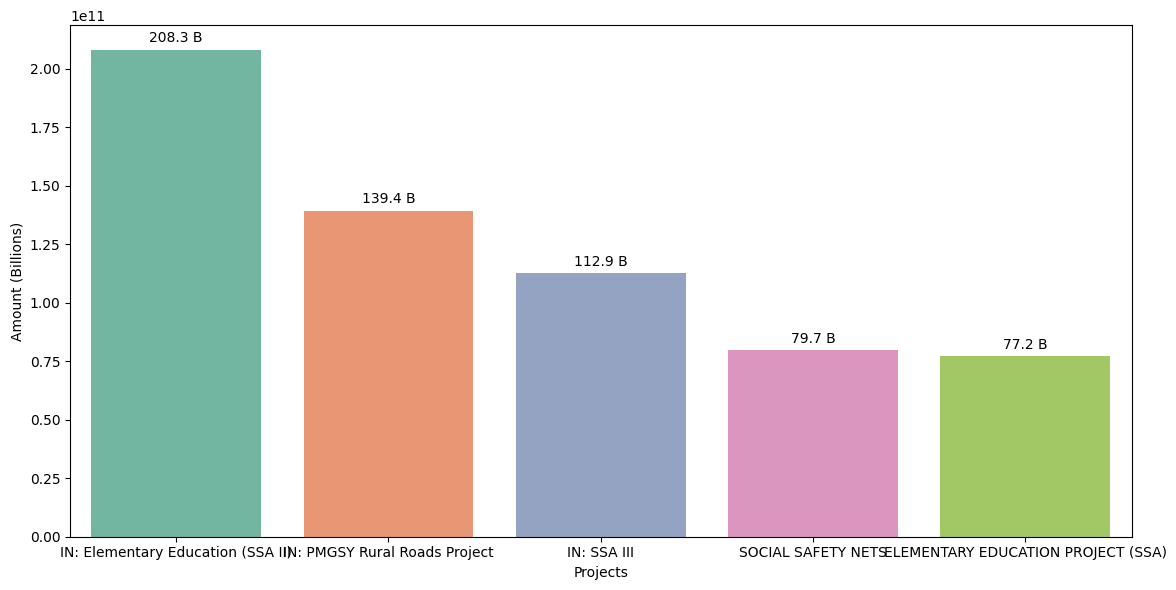 1e11
208.3 B
2.00
1.75
139.4 B
1.50
1.25
112.9 B
1.00
79.7 B
77.2 B
0.75
0.50
0.25
0.00
Amount (Billions)
IN: Elementary Education (SSA II)
IN: PMGSY Rural Roads Project
IN: SSA III
SOCIAL SAFETY NETS
ELEMENTARY EDUCATION PROJECT (SSA)
Projects